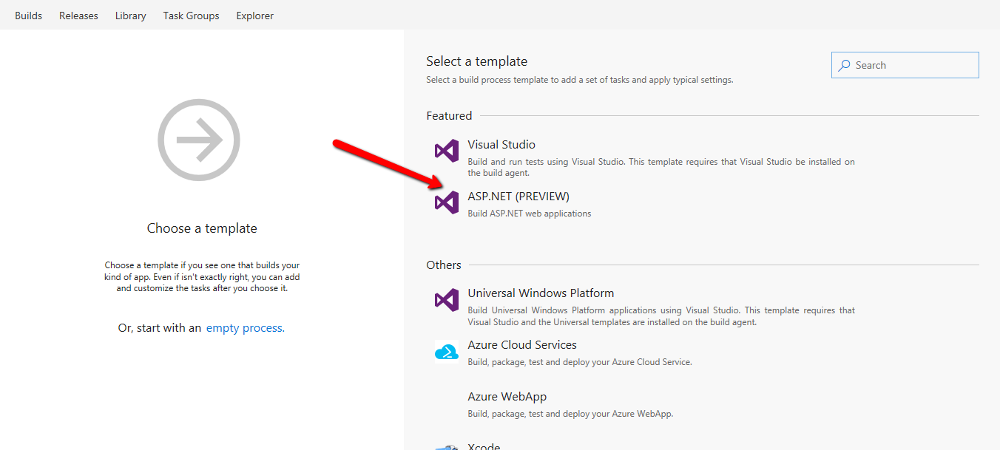 Builds Releases Library Task Groups Explorer
Choose a template
Choose a template if you see one that builds your
kind of app. Even if isn't exactly right, you can add
and customize the tasks after you choose it.
Or, start with an empty process.
Select a template
Select a build process template to add a set of tasks and apply typical settings.
Search
Featured
Visual Studio
Build and run tests using Visual Studio. This template requires that Visual Studio be installed on
the build agent.
ASP.NET (PREVIEW)
Build ASP.NET web applications
Others
Universal Windows Platform
Build Universal Windows Platform applications using Visual Studio. This template requires that
Visual Studio and the Universal templates are installed on the build agent.
Azure Cloud Services
Build, package, test and deploy your Azure Cloud Service.
Azure WebApp
Build, package, test and deploy your Azure WebApp.
Xcode